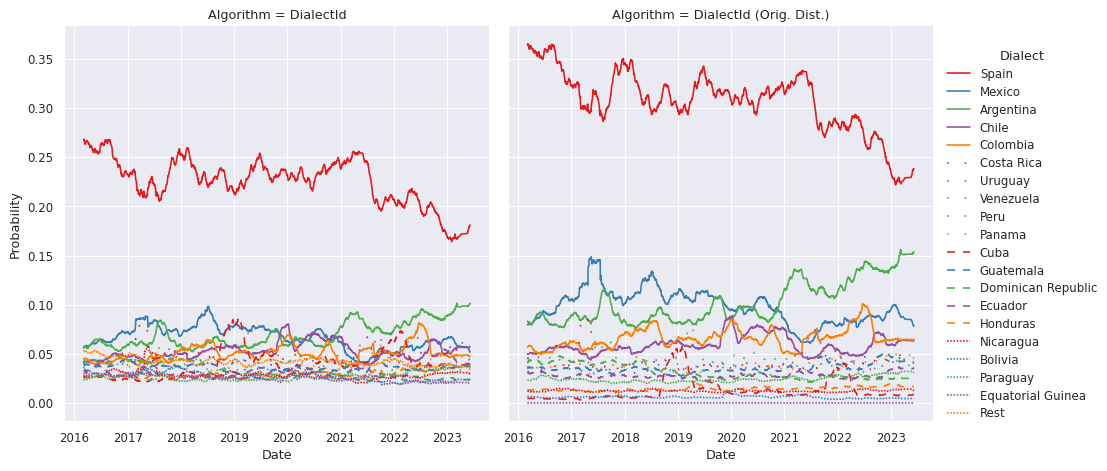 Algorithm = DialectId
Algorithm = DialectId (Orig. Dist.)
Probability
0.35
0.30
0.25
0.20
0.15
0.10
0.05
0.00
2016 2017 2018 2019 2020 2021 2022 2023
Date
2016 2017 2018 2019 2020 2021 2022 2023
Date
Dialect
Spain
Mexico
Argentina
Chile
Colombia
Costa Rica
Uruguay
Venezuela
Peru
Panama
Cuba
Guatemala
Dominican Republic
Ecuador
Honduras
Nicaragua
Bolivia
Paraguay
Equatorial Guinea
Rest